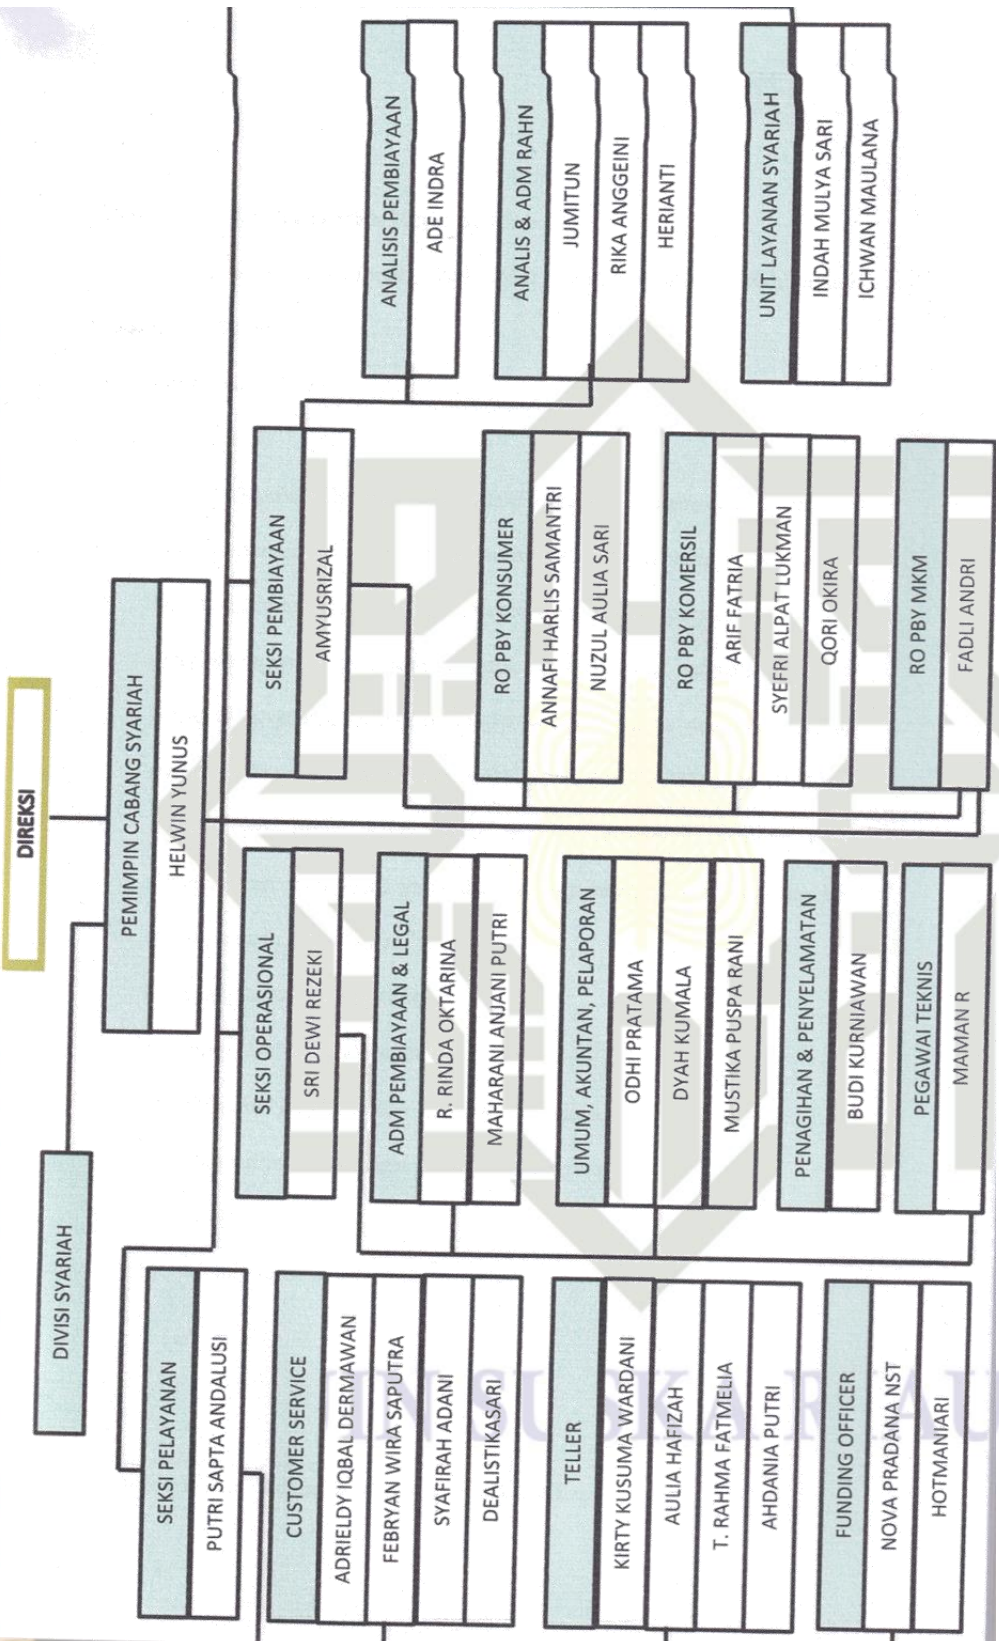 DIREKSI
DIVISI SYARIAH
PEMIMPIN CABANG SYARIAH
HELWIN YUNUS
SEKSI PELAYANAN
PUTRI SAPTA ANDALUSI
CUSTOMER SERVICE
ADRIELDY IQBAL DERMAWAN
FEBRYAN WIRA SAPUTRA
SYAFIRAH ADANI
DEALISTIKASARI
TELLER
KIRTY KUSUMA WARDANI
AULIA HAFIZAH
T. RAHMA FATMELIA
AHDANIA PUTRI
FUNDING OFFICER
NOVA PRADANA NST
HOTMANIARI
SEKSI OPERASIONAL
SRI DEWI REZEKI
ADM PEMBIAYAAN & LEGAL
R. RINDA OKTARINA
MAHARANI ANJANI PUTRI
UMUM, AKUNTAN, PELAPORAN
ODHI PRATAMA
DYAH KUMALA
MUSTIKA PUSPA RANI
PENAGIHAN & PENYELAMATAN
BUDI KURNIAWAN
PEGAWAI TEKNIS
MAMAN R
SEKSI PEMBIAYAAN
AMYUSRIZAL
RO PBY KONSUMER
ANNAFI HARLIS SAMANTRI
NUZUL AULIA SARI
RO PBY KOMERSIL
ARIF FATRIA
SYEFRI ALPAT LUKMAN
QORI OKIRA
RO PBY MKM
FADLI ANDRI
ANALISIS PEMBIAYAAN
ADE INDRA
ANALIS & ADM RAHN
JUMITUN
RIKA ANGGEINI
HERIANTI
UNIT LAYANAN SYARIAH
INDAH MULYA SARI
ICHWAN MAULANA
UIN SUSKA RIAU